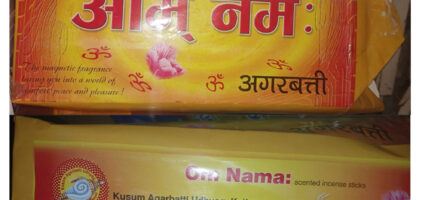 ओम् नमः
The magnetic fragrance
bring you into a world of
comfort peace and pleasure !
अगरबत्ती
Om Nama: scented incense sticks
Kusum Agarbatti